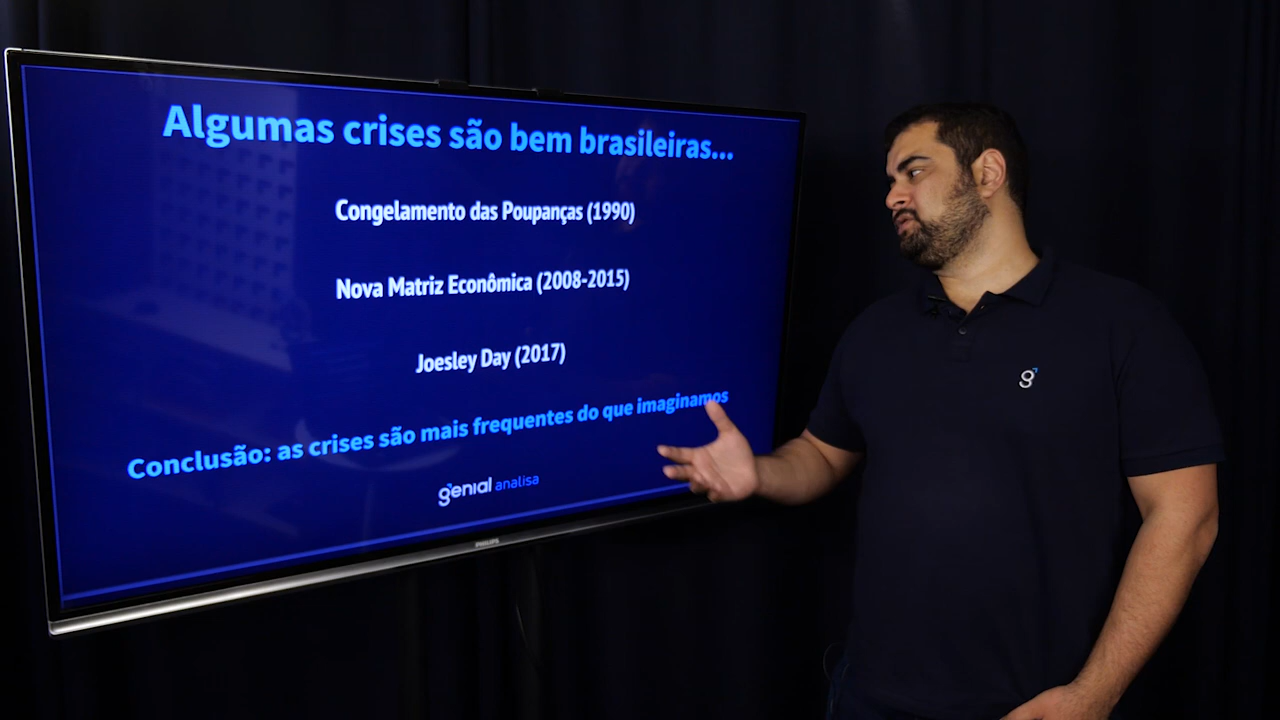 Algumas crises são bem brasileiras...
Congelamento das Poupanças (1990)
Nova Matriz Econômica (2008-2015)
Joesley Day (2017)
Conclusão: as crises são mais frequentes do que imaginamos
genial analisa
PHILIPS
g